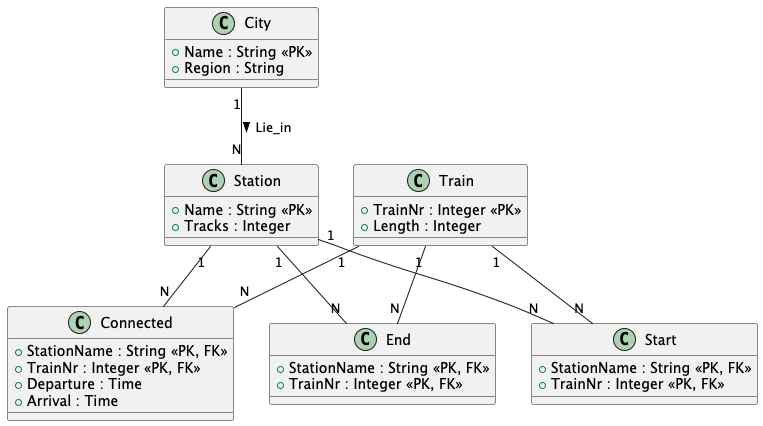 C City
Name : String «PK»
Region : String
1
Lie_in
N
C Station
Name : String «PK»
Tracks : Integer
C Train
TrainNr : Integer «PK»
Length : Integer
1
1 1 1 1 1
N N N N N N
C Connected
StationName : String «PK, FK»
TrainNr : Integer «PK, FK»
Departure : Time
Arrival : Time
C End
StationName : String «PK, FK»
TrainNr : Integer «PK, FK»
C Start
StationName : String «PK, FK»
TrainNr : Integer «PK, FK»